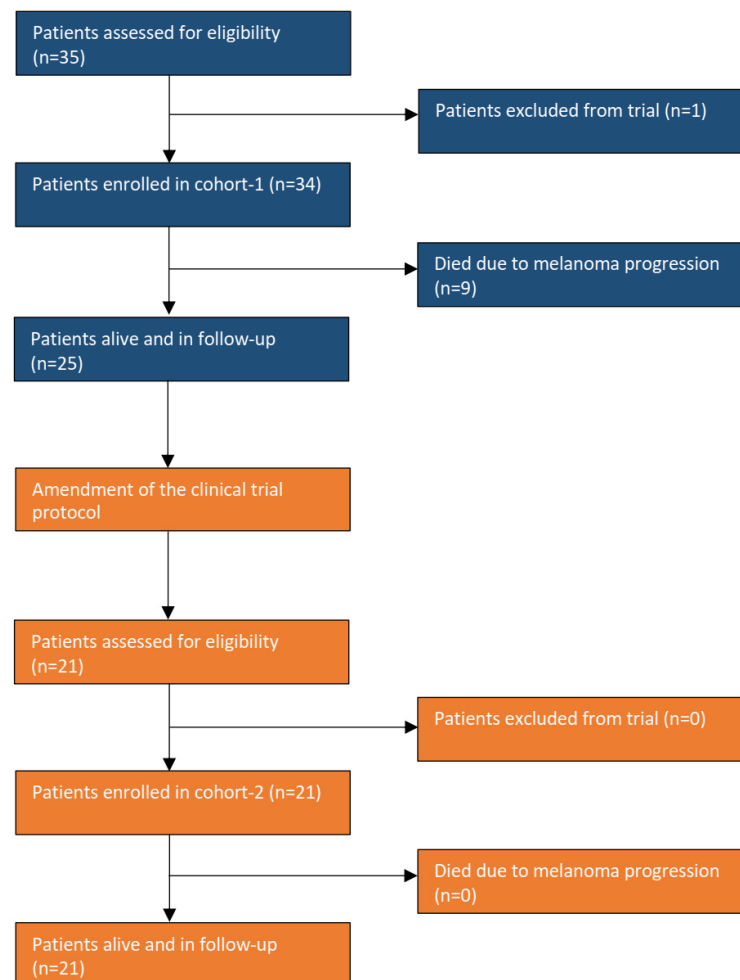 Patients assessed for eligibility
(n=35)
Patients excluded from trial (n=1)
Patients enrolled in cohort-1 (n=34)
Died due to melanoma progression
(n=9)
Patients alive and in follow-up
(n=25)
Amendment of the clinical trial
protocol
Patients assessed for eligibility
(n=21)
Patients excluded from trial (n=0)
Patients enrolled in cohort-2 (n=21)
Died due to melanoma progression
(n=0)
Patients alive and in follow-up
(n=21)